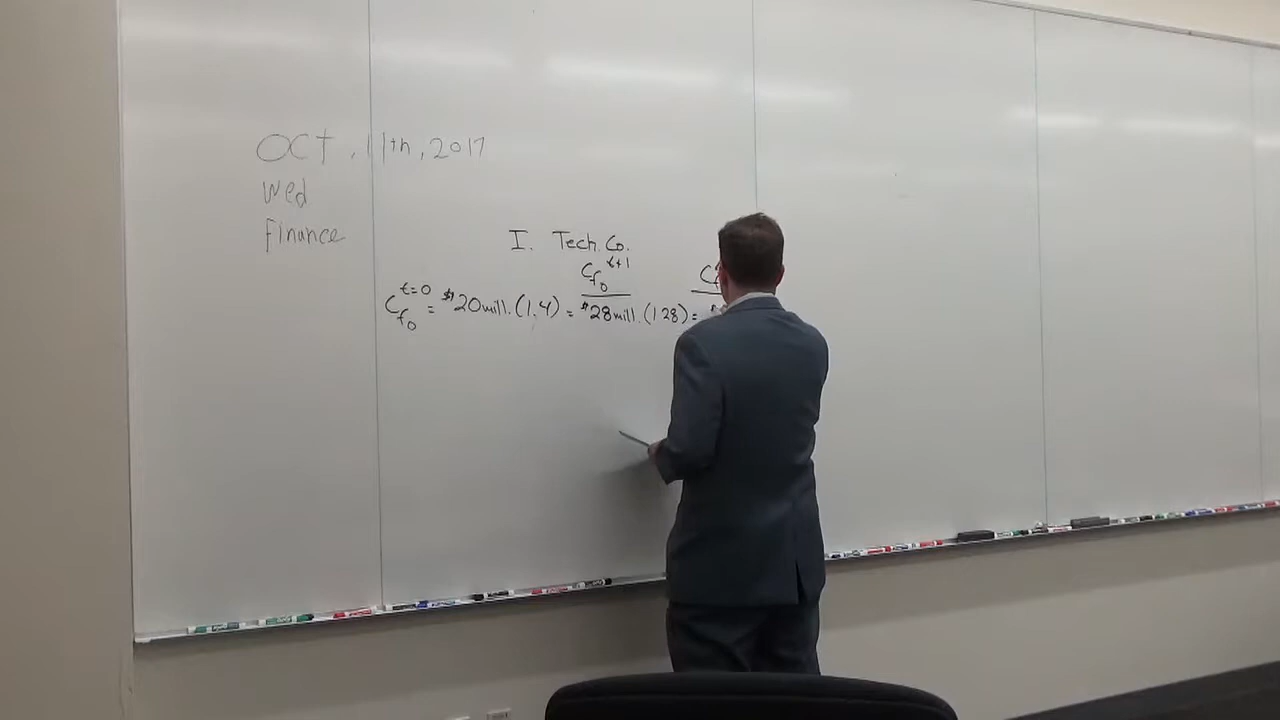 Oct, 11th, 2017
Wed
Finance
I. Tech. Co.
Cf0 t+1
Cf0 t=0 = $20 mill. (1.4) = $28 mill. (1.28) =